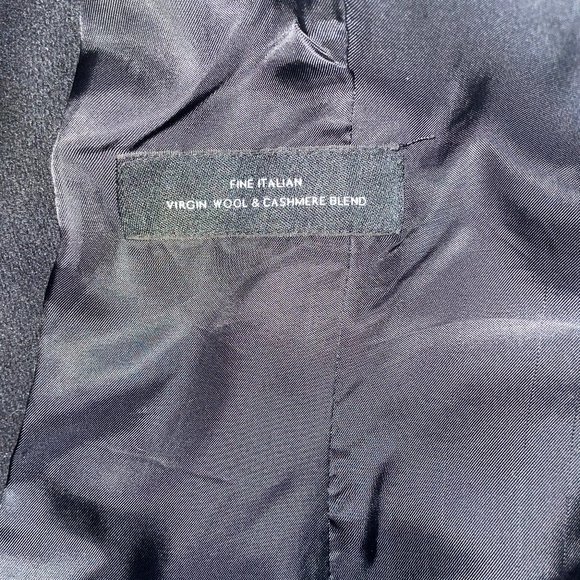 FINE ITALIAN
VIRGIN WOOL & CASHMERE BLEND